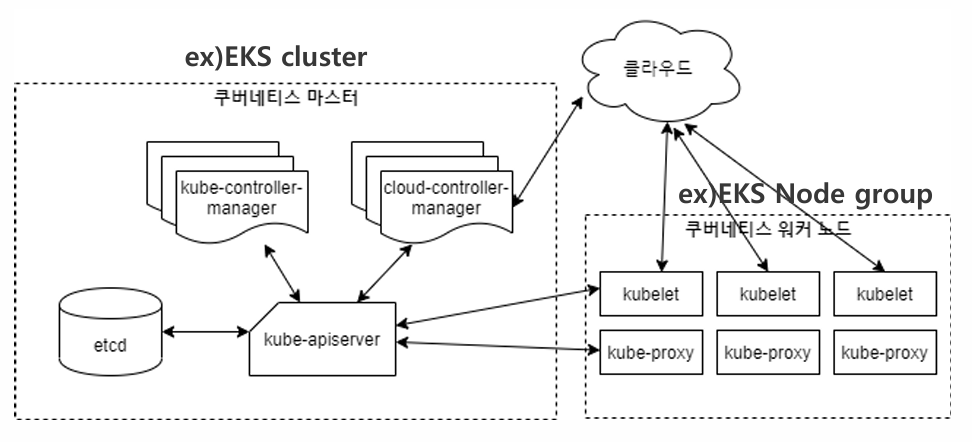 ex)EKS cluster
클라우드
쿠버네티스 마스터
kube-controller-
manager
cloud-controller-
manager
ex)EKS Node group
쿠버네티스 워커 노드
kubelet
kubelet
kubelet
etcd
kube-apiserver
kube-proxy
kube-proxy
kube-proxy